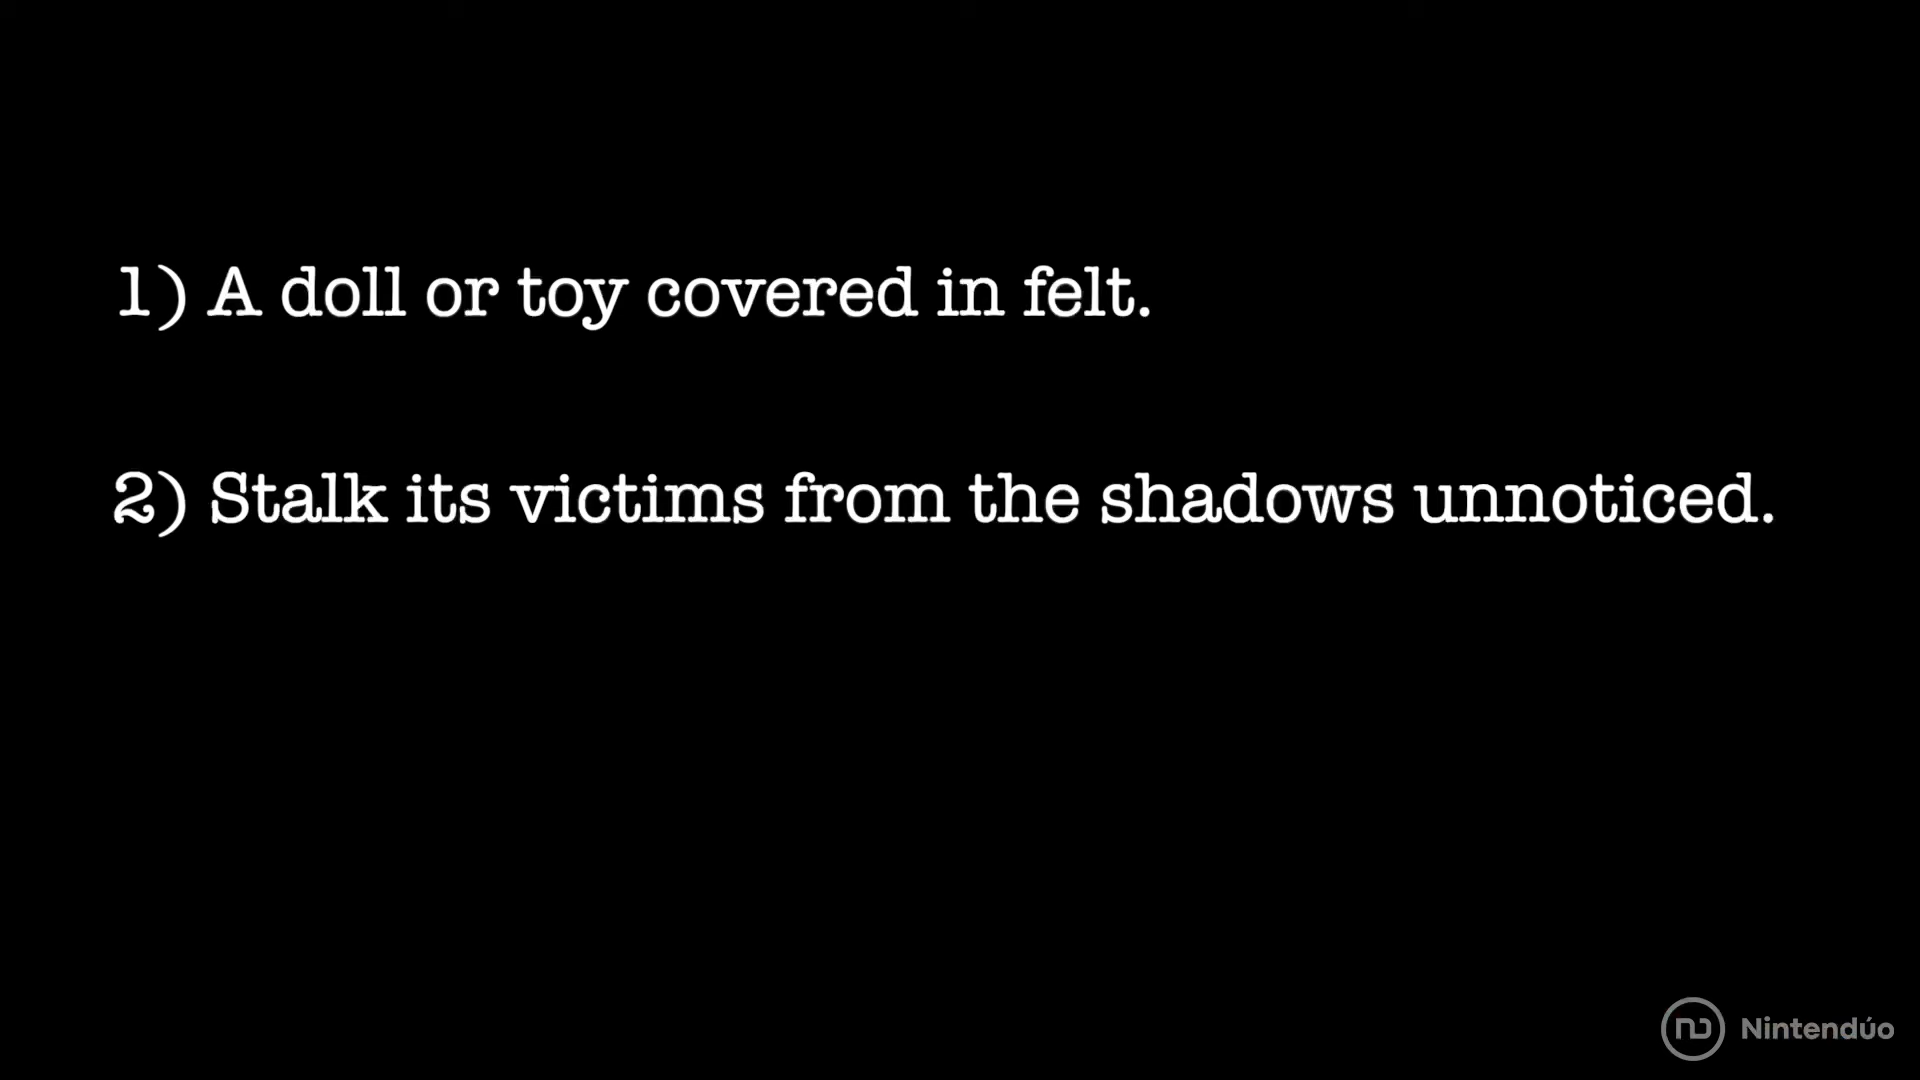 1) A doll or toy covered in felt.
2) Stalk its victims from the shadows unnoticed.
Nintendúo